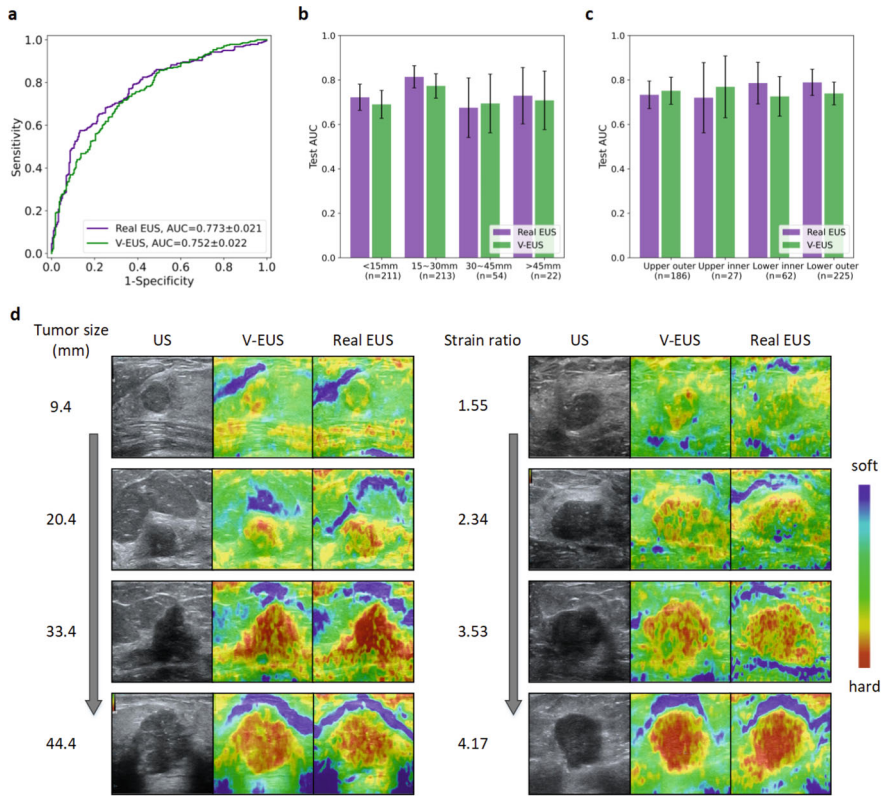 a
1.0
0.8
0.6
0.4
0.2
0.0
Sensitivity
Real EUS, AUC=0.773±0.021
V-EUS, AUC=0.752±0.022
0.0 0.2 0.4 0.6 0.8 1.0
1-Specificity
b
1.0
0.8
0.6
0.4
0.2
0.0
Test AUC
Real EUS
V-EUS
<15mm 15~30mm 30~45mm >45mm
(n=211) (n=213) (n=54) (n=22)
c
1.0
0.8
0.6
0.4
0.2
0.0
Test AUC
Real EUS
V-EUS
Upper outer Upper inner Lower inner Lower outer
(n=186) (n=27) (n=62) (n=225)
d
Tumor size
(mm)
US V-EUS Real EUS
9.4
20.4
33.4
44.4
Strain ratio US V-EUS Real EUS
1.55
2.34
3.53
4.17
soft
hard